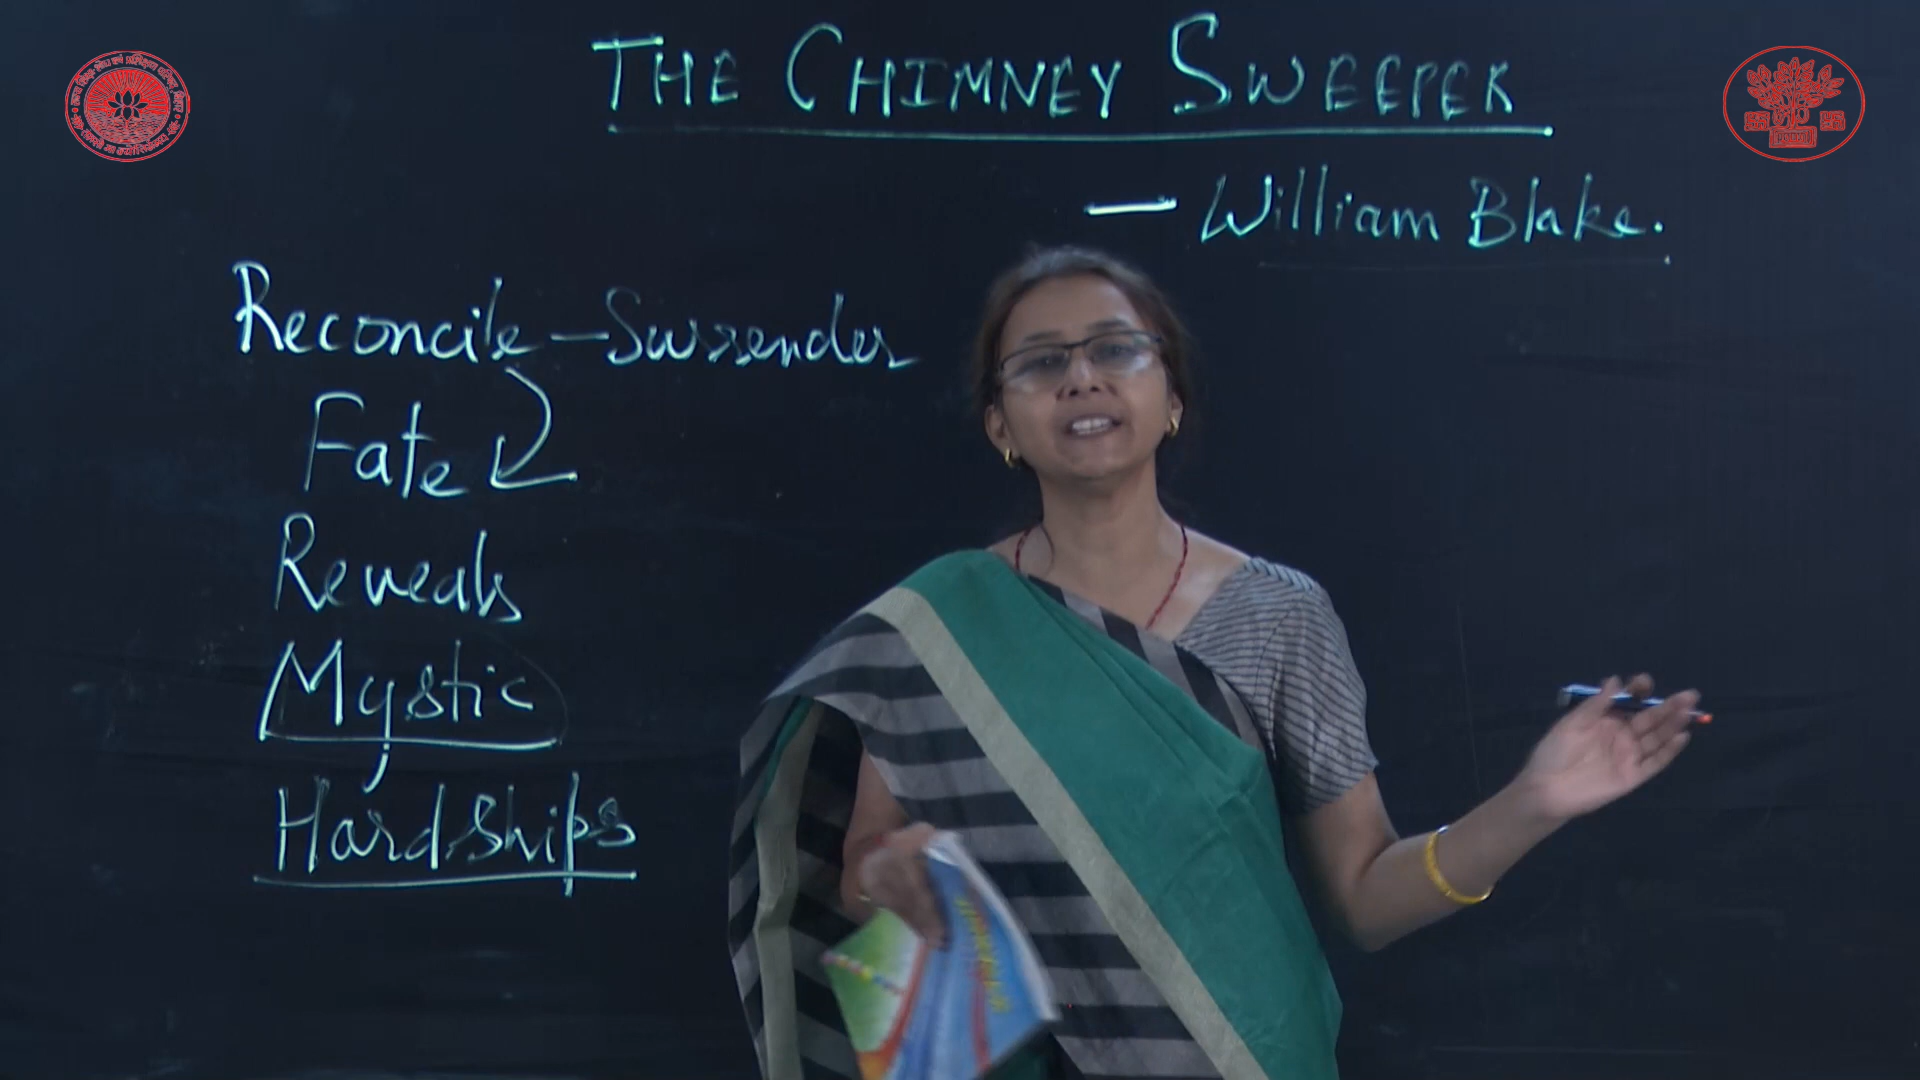 THE CHIMNEY SWEEPER
— William Blake.
Reconcile – Surrender
Fate
Reveals
Mystic
Hardships